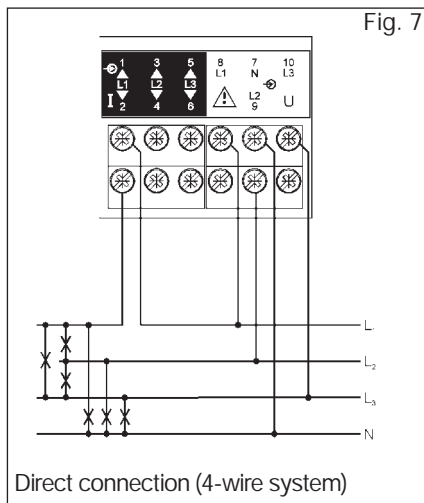 Fig. 7
1 3 5 8 7 10
L1 N L3
L1 L2 L3
L2
I 2 4 6 9 U
L1
L2
L3
N
Direct connection (4-wire system)